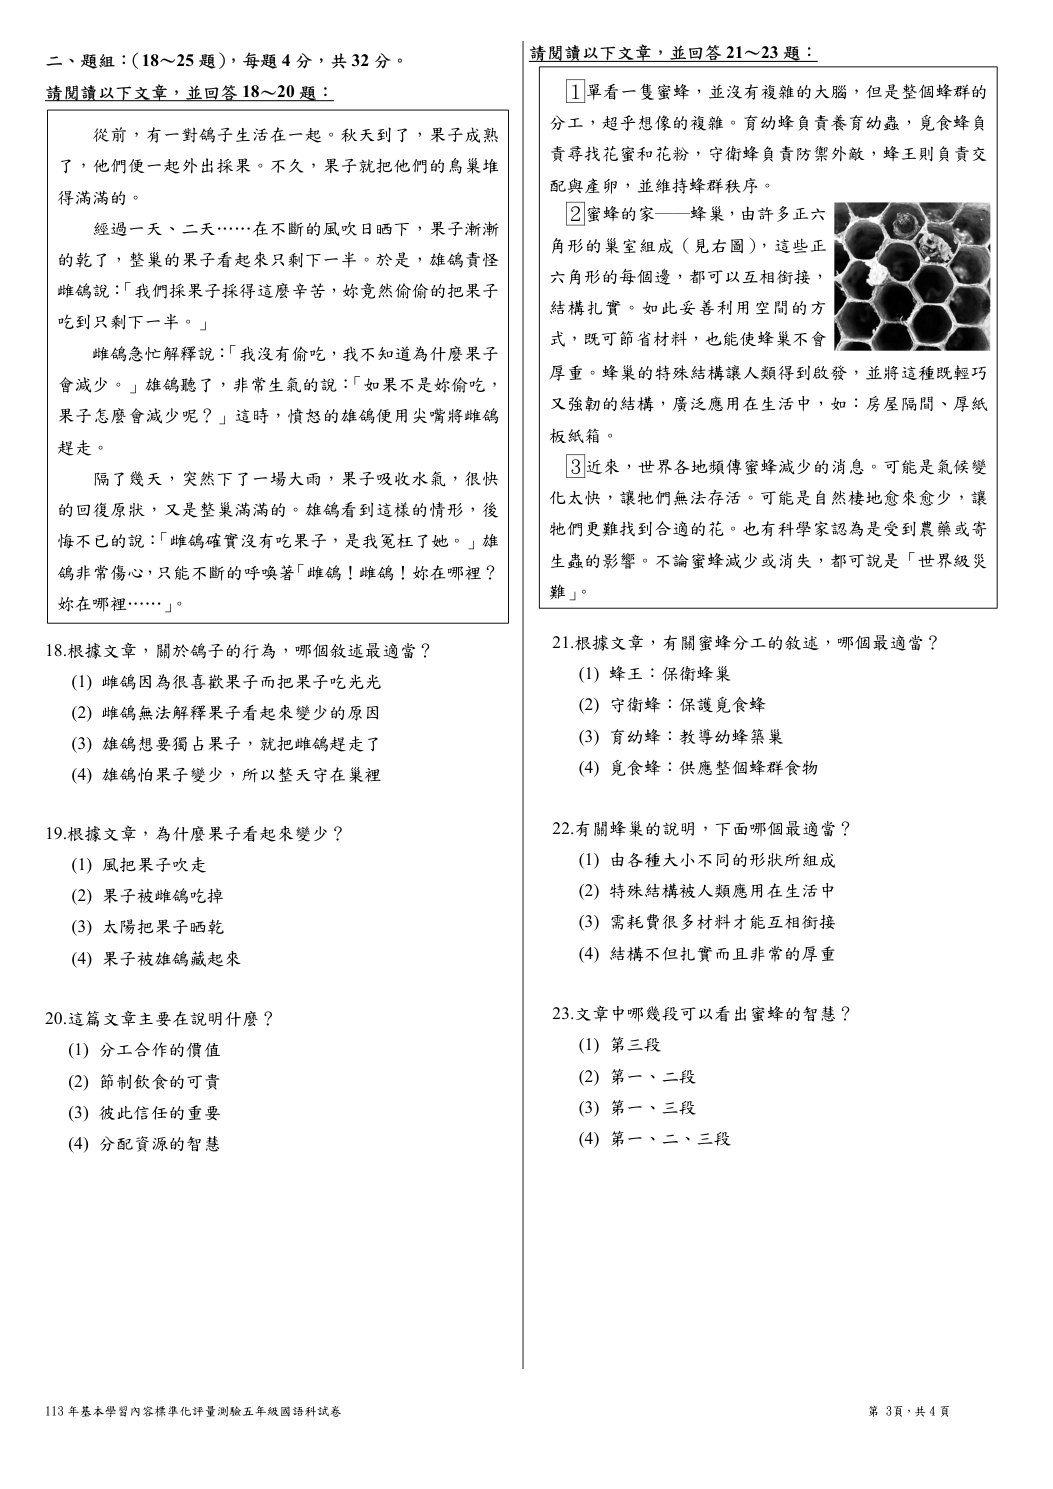 二、題組：（18～25 題），每題 4 分，共 32 分。
請閱讀以下文章，並回答 18～20 題：
從前，有一對鴿子生活在一起。秋天到了，果子成熟
了，他們便一起外出採果。不久，果子就把他們的鳥巢堆
得滿滿的。
經過一天、二天……在不斷的風吹日晒下，果子漸漸
的乾了，整巢的果子看起來只剩下一半。於是，雄鴿責怪
雌鴿說：「我們採果子採得這麼辛苦，妳竟然偷偷的把果子
吃到只剩下一半。」
雌鴿急忙解釋說：「我沒有偷吃，我不知道為什麼果子
會減少。」雄鴿聽了，非常生氣的說：「如果不是妳偷吃，
果子怎麼會減少呢？」這時，憤怒的雄鴿便用尖嘴將雌鴿
趕走。
隔了幾天，突然下了一場大雨，果子吸收水氣，很快
的回復原狀，又是整巢滿滿的。雄鴿看到這樣的情形，後
悔不已的說：「雌鴿確實沒有吃果子，是我冤枉了她。」雄
鴿非常傷心，只能不斷的呼喚著「雌鴿！雌鴿！妳在哪裡？
妳在哪裡……」。
18.根據文章，關於鴿子的行為，哪個敘述最適當？
(1) 雌鴿因為很喜歡果子而把果子吃光光
(2) 雌鴿無法解釋果子看起來變少的原因
(3) 雄鴿想要獨占果子，就把雌鴿趕走了
(4) 雄鴿怕果子變少，所以整天守在巢裡
19.根據文章，為什麼果子看起來變少？
(1) 風把果子吹走
(2) 果子被雌鴿吃掉
(3) 太陽把果子晒乾
(4) 果子被雄鴿藏起來
20.這篇文章主要在說明什麼？
(1) 分工合作的價值
(2) 節制飲食的可貴
(3) 彼此信任的重要
(4) 分配資源的智慧
請閱讀以下文章，並回答 21～23 題：
1單看一隻蜜蜂，並沒有複雜的大腦，但是整個蜂群的
分工，超乎想像的複雜。育幼蜂負責養育幼蟲，覓食蜂負
責尋找花蜜和花粉，守衛蜂負責防禦外敵，蜂王則負責交
配與產卵，並維持蜂群秩序。
2蜜蜂的家──蜂巢，由許多正六
角形的巢室組成（見右圖），這些正
六角形的每個邊，都可以互相銜接，
結構扎實。如此妥善利用空間的方
式，既可節省材料，也能使蜂巢不會
厚重。蜂巢的特殊結構讓人類得到啟發，並將這種既輕巧
又強韌的結構，廣泛應用在生活中，如：房屋隔間、厚紙
板紙箱。
3近來，世界各地頻傳蜜蜂減少的消息。可能是氣候變
化太快，讓牠們無法存活。可能是自然棲地愈來愈少，讓
牠們更難找到合適的花。也有科學家認為是受到農藥或寄
生蟲的影響。不論蜜蜂減少或消失，都可說是「世界級災
難」。
21.根據文章，有關蜜蜂分工的敘述，哪個最適當？
(1) 蜂王：保衛蜂巢
(2) 守衛蜂：保護覓食蜂
(3) 育幼蜂：教導幼蜂築巢
(4) 覓食蜂：供應整個蜂群食物
22.有關蜂巢的說明，下面哪個最適當？
(1) 由各種大小不同的形狀所組成
(2) 特殊結構被人類應用在生活中
(3) 需耗費很多材料才能互相銜接
(4) 結構不但扎實而且非常的厚重
23.文章中哪幾段可以看出蜜蜂的智慧？
(1) 第三段
(2) 第一、二段
(3) 第一、三段
(4) 第一、二、三段
113 年基本學習內容標準化評量測驗五年級國語科試卷
第 3頁，共 4 頁